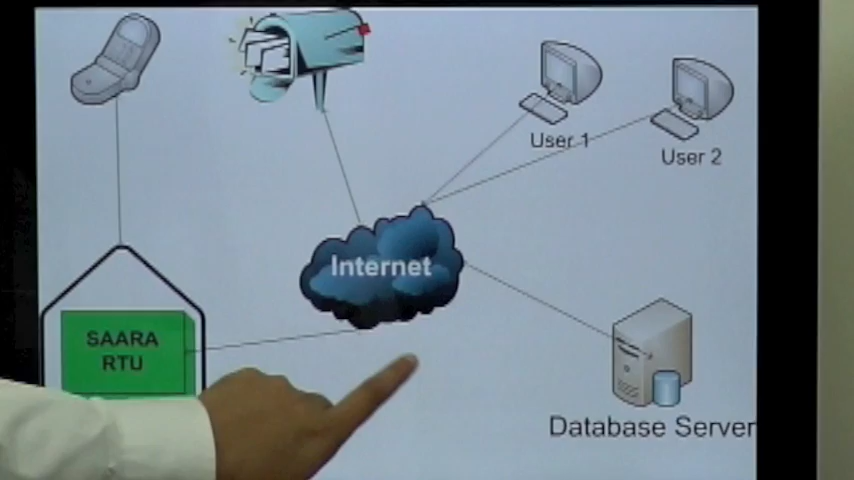 User 1
User 2
Internet
SAARA
RTU
Database Server